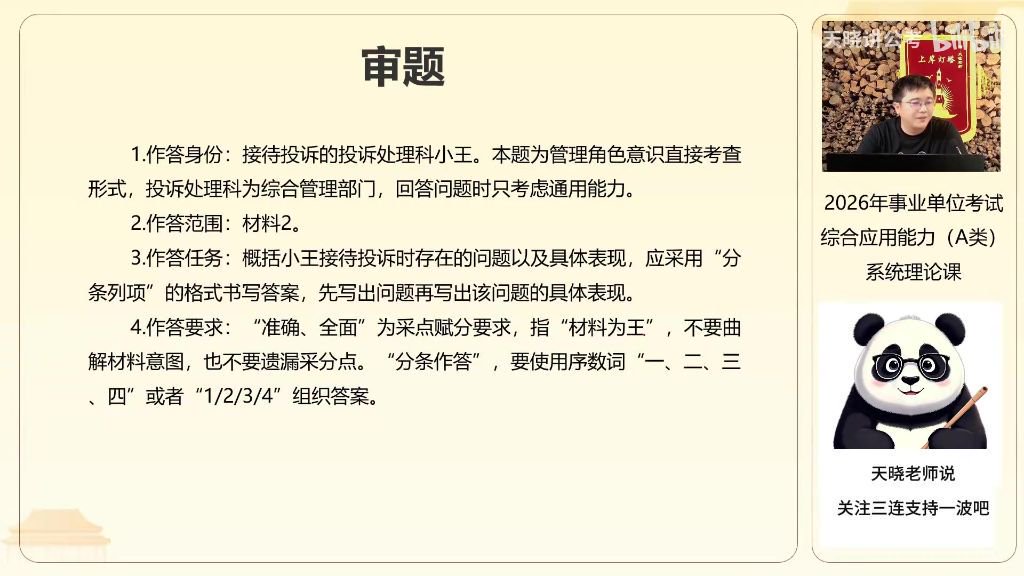 审题
1.作答身份：接待投诉的投诉处理科小王。本题为管理角色意识直接考查
形式，投诉处理科为综合管理部门，回答问题时只考虑通用能力。
2.作答范围：材料2。
3.作答任务：概括小王接待投诉时存在的问题以及具体表现，应采用“分
条列项”的格式书写答案，先写出问题再写出该问题的具体表现。
4.作答要求：“准确、全面”为采点赋分要求，指“材料为王”，不要曲
解材料意图，也不要遗漏采分点。“分条作答”，要使用序数词“一、二、三
、四”或者“1/2/3/4”组织答案。
天晓讲公考
bilibili
上岸灯塔
2026年事业单位考试
综合应用能力（A类）
系统理论课
天晓老师说
关注三连支持一波吧